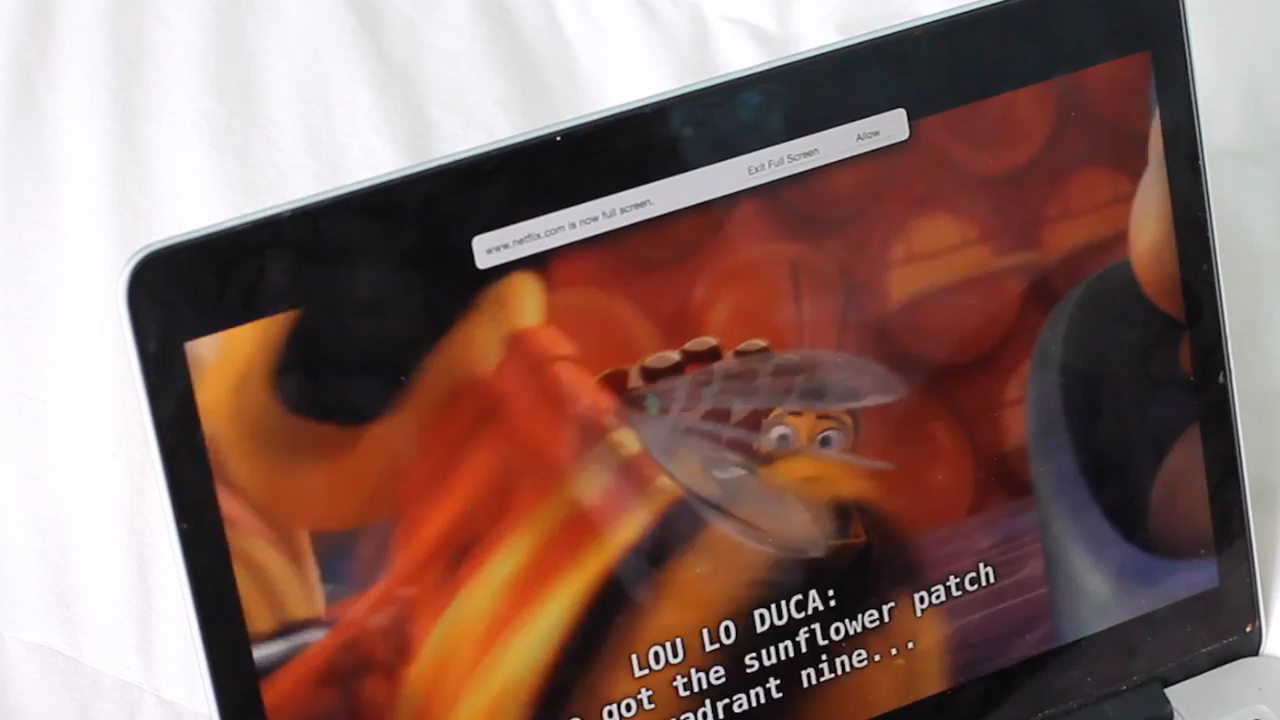 www.netflix.com is now full screen. Exit Full Screen Allow
LOU LO DUCA:
got the sunflower patch
nine...